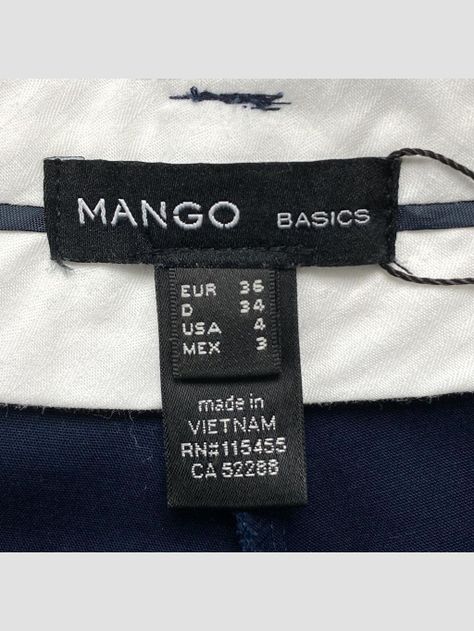 MANGO BASICS
EUR 36
D 34
USA 4
MEX 3
made in
VIETNAM
RN#115455
CA 52288